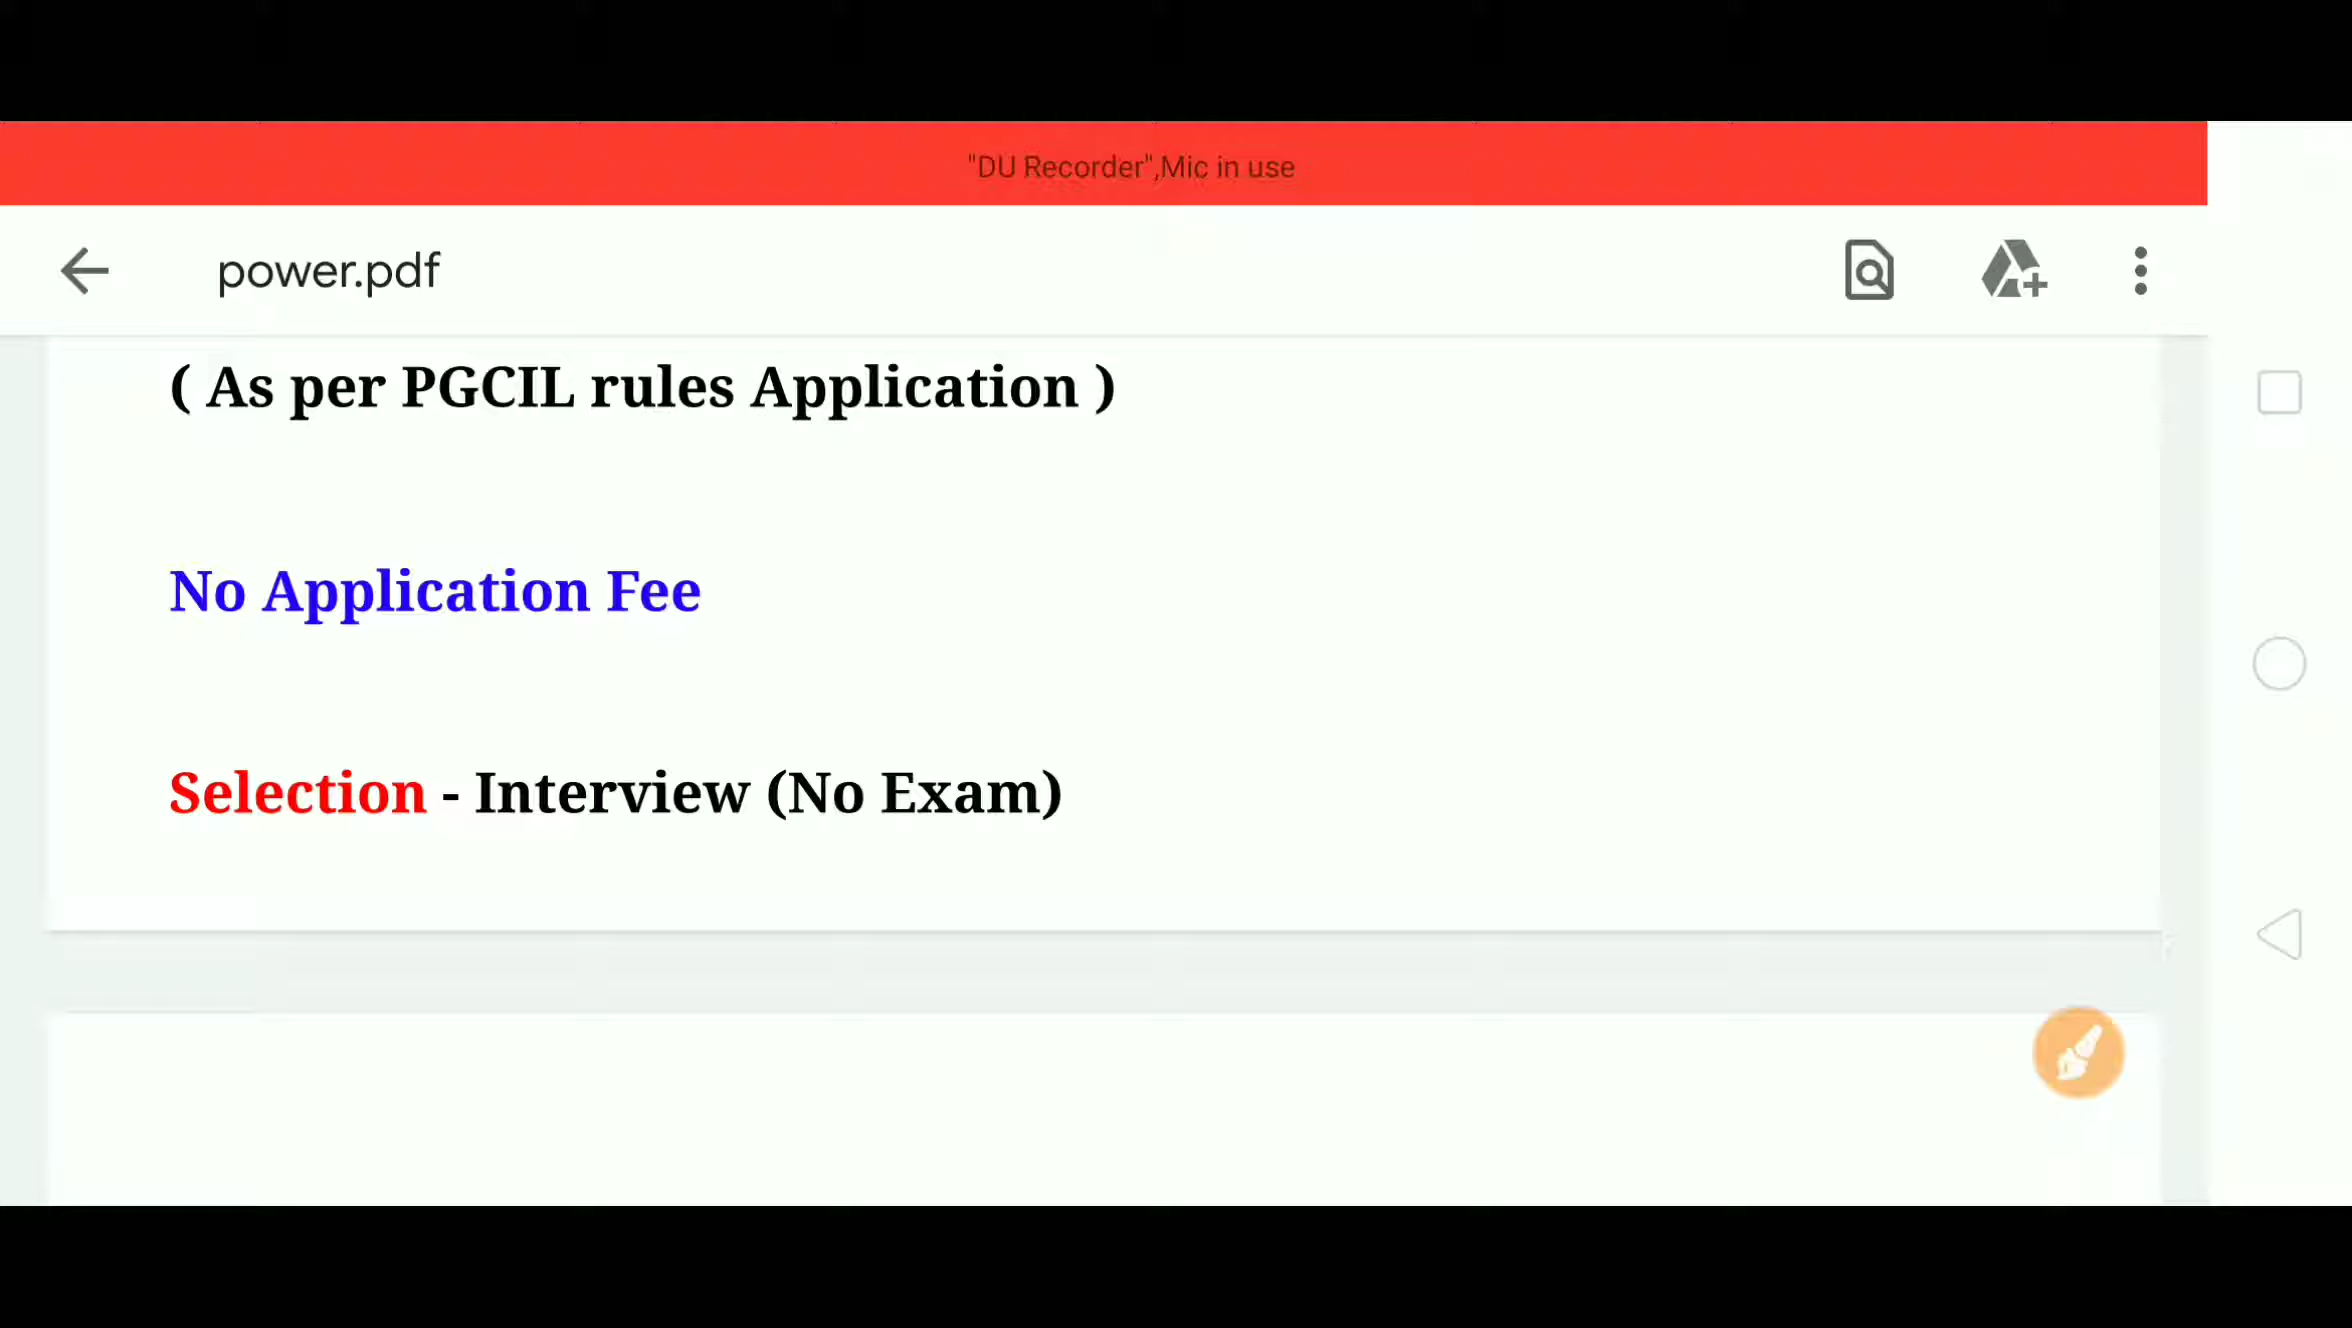 "DU Recorder",Mic in use
power.pdf
( As per PGCIL rules Application )
No Application Fee
Selection - Interview (No Exam)